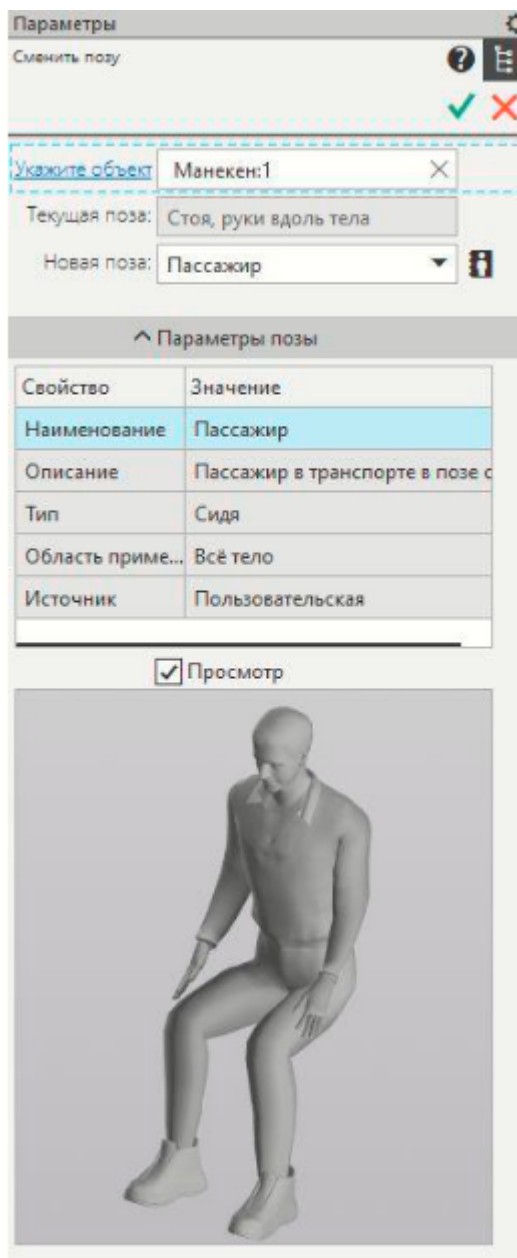 Параметры
Сменить позу
Укажите объект Манекен:1
Текущая поза: Стоя, руки вдоль тела
Новая поза: Пассажир
Параметры позы
Свойство Значение
Наименование Пассажир
Описание Пассажир в транспорте в позе с
Тип Сидя
Область приме... Всё тело
Источник Пользовательская
Просмотр